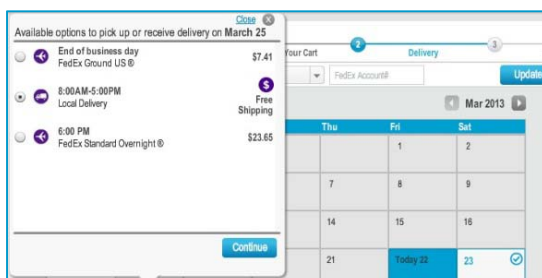 Close
Available options to pick up or receive delivery on March 25
End of business day
FedEx Ground US ®
$7.41
8:00AM-5:00PM
Local Delivery
$
Free
Shipping
6:00 PM
FedEx Standard Overnight ®
$23.65
Continue
Your Cart
2
Delivery
3
FedEx Account#
Update
Mar 2013
Thu
Fri
Sat
1
2
7
8
9
14
15
16
21
Today 22
23